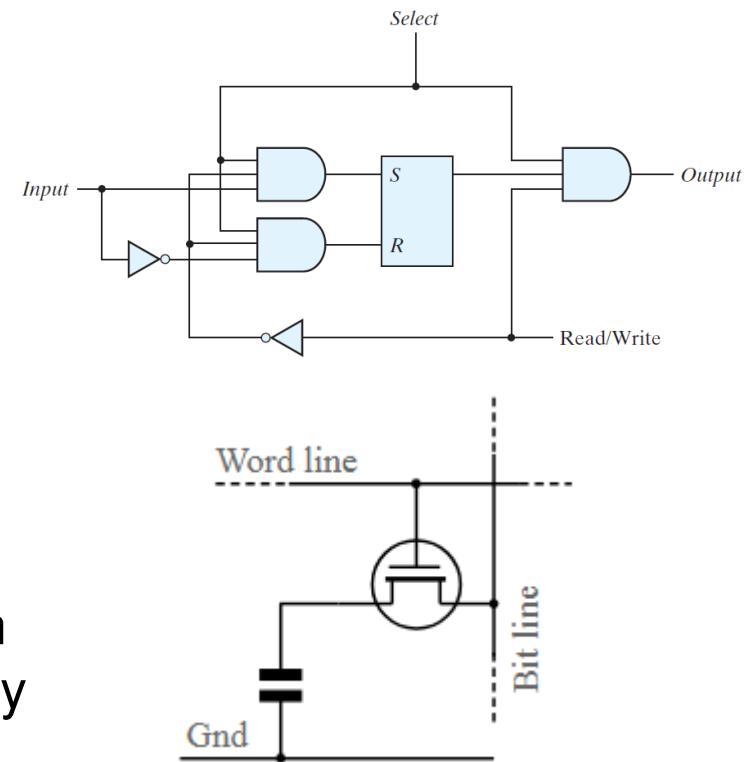 Select
Input
S
Output
R
Read/Write
Word line
Bit line
Gnd